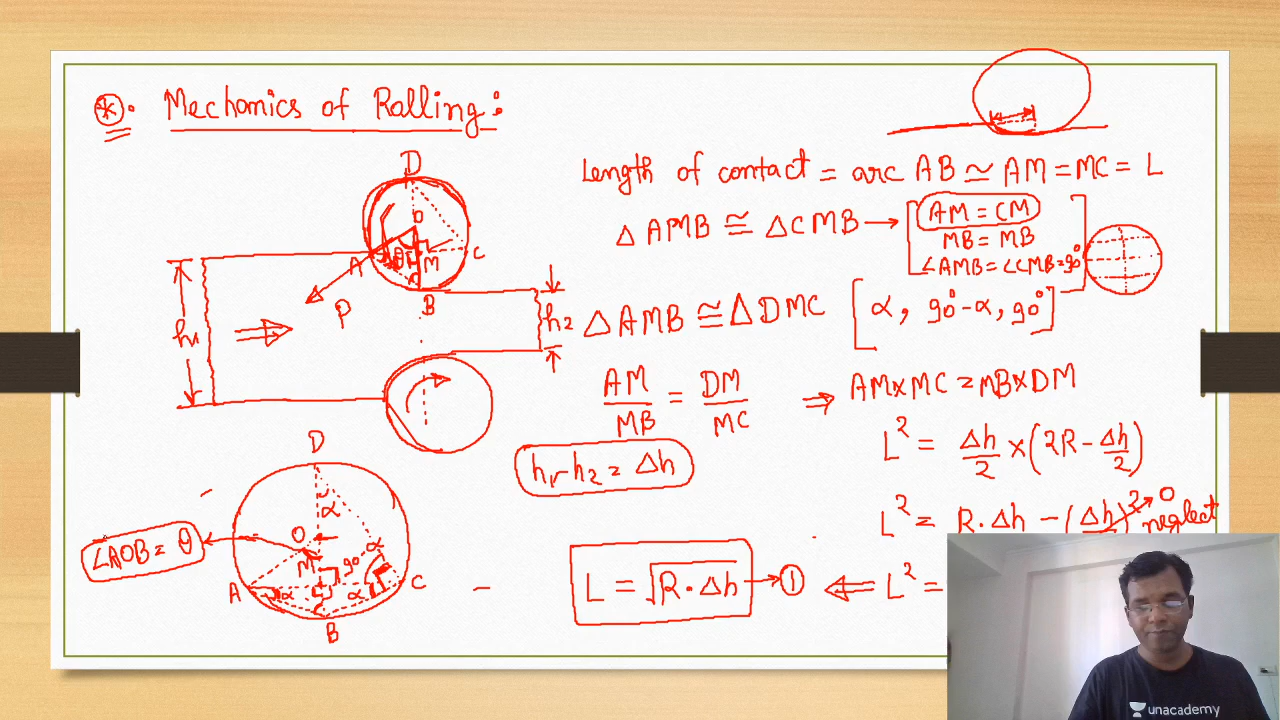 * . Mechanics of Rolling :
D
O
A θ M C
P
B
h1
h2
Length of contact = arc AB ≃ AM = MC = L
△ AMB ≅ △CMB → [AM = CM
MB = MB
∠AMB = ∠CMB = 90°]
△ AMB ≅ △ DMC [α, 90°-α, 90°]
AM/MB = DM/MC ⇒ AM×MC = MB×DM
h1-h2 = Δh
L² = Δh/2 × (2R - Δh/2)
L² = R.Δh - (Δh)² → 0 neglect
L = √R.Δh → 1 ⇐ L² =
D
α
O
∠AOB = θ
M 90° α
A α α C
B
unacademy